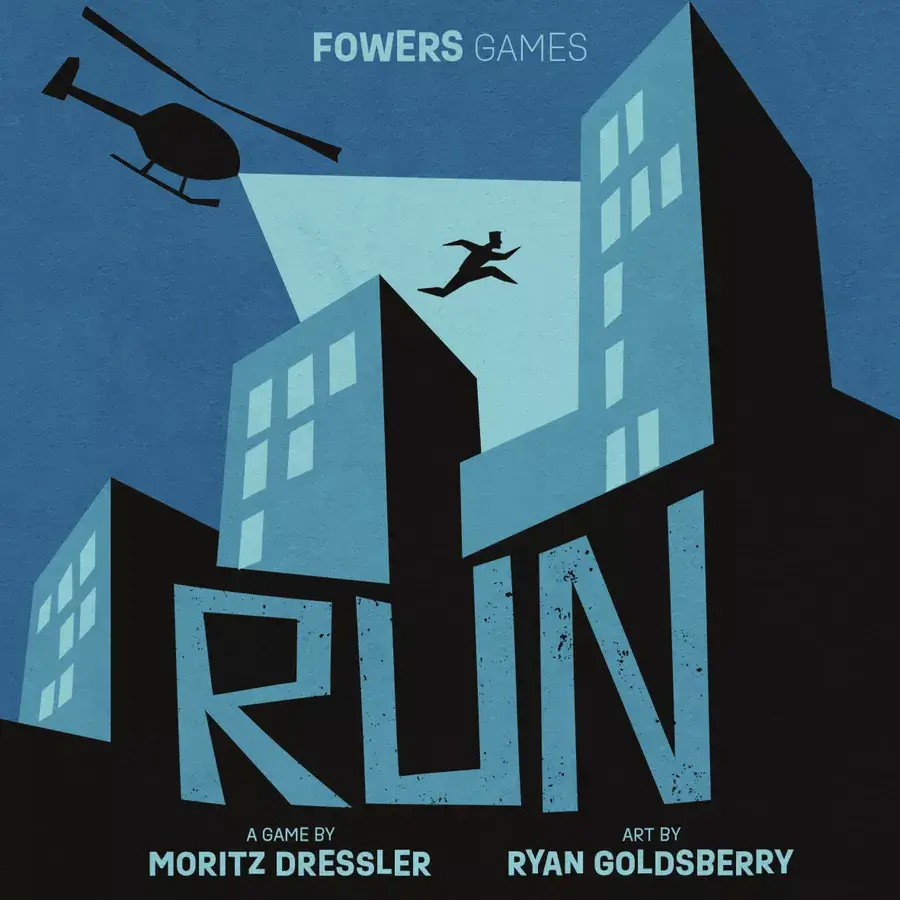 FOWERS GAMES
RUN
A GAME BY
MORITZ DRESSLER
ART BY
RYAN GOLDSBERRY